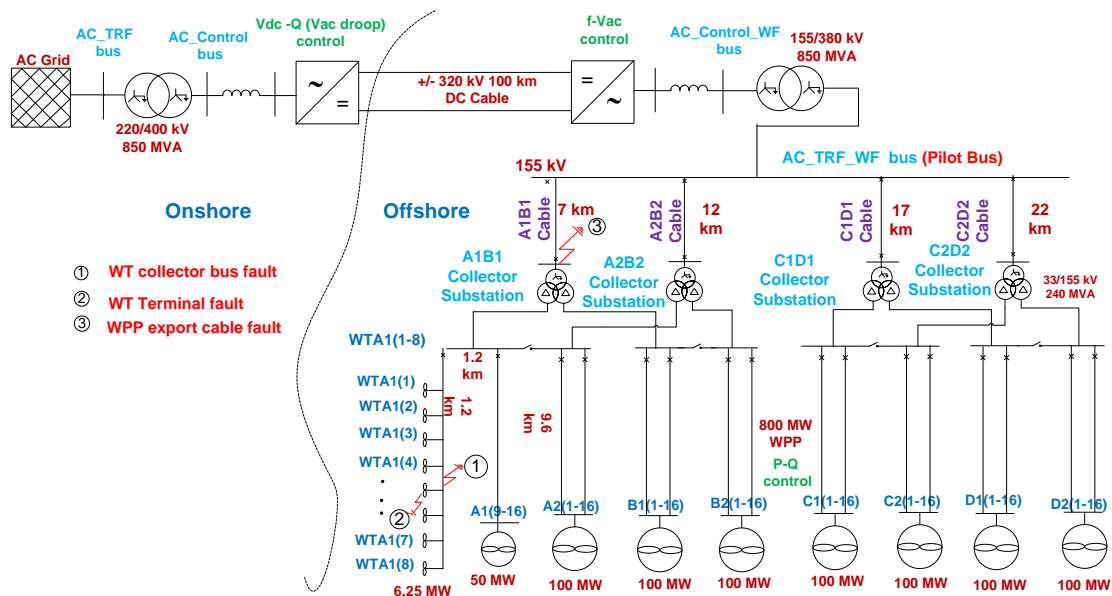 AC_TRF
bus
AC_Control
bus
Vdc -Q (Vac droop)
control
f-Vac
control
AC_Control_WF
bus
155/380 kV
850 MVA
AC Grid
~
=
+/- 320 kV 100 km
DC Cable
=
~
220/400 kV
850 MVA
155 kV
AC_TRF_WF bus (Pilot Bus)
Onshore
Offshore
A1B1
Cable
7 km
3
A2B2
Cable
12
km
C1D1
Cable
17
km
C2D2
Cable
22
km
A1B1
Collector
Substation
A2B2
Collector
Substation
C1D1
Collector
Substation
C2D2
Collector
Substation
33/155 kV
240 MVA
1 WT collector bus fault
2 WT Terminal fault
3 WPP export cable fault
WTA1(1-8)
1.2
km
WTA1(1)
WTA1(2)
WTA1(3)
WTA1(4)
WTA1(7)
WTA1(8)
6.25 MW
1.2
km
9.6
km
1
2
800 MW
WPP
P-Q
control
A1(9-16)
A2(1-16)
B1(1-16)
B2(1-16)
C1(1-16)
C2(1-16)
D1(1-16)
D2(1-16)
50 MW
100 MW
100 MW
100 MW
100 MW
100 MW
100 MW
100 MW